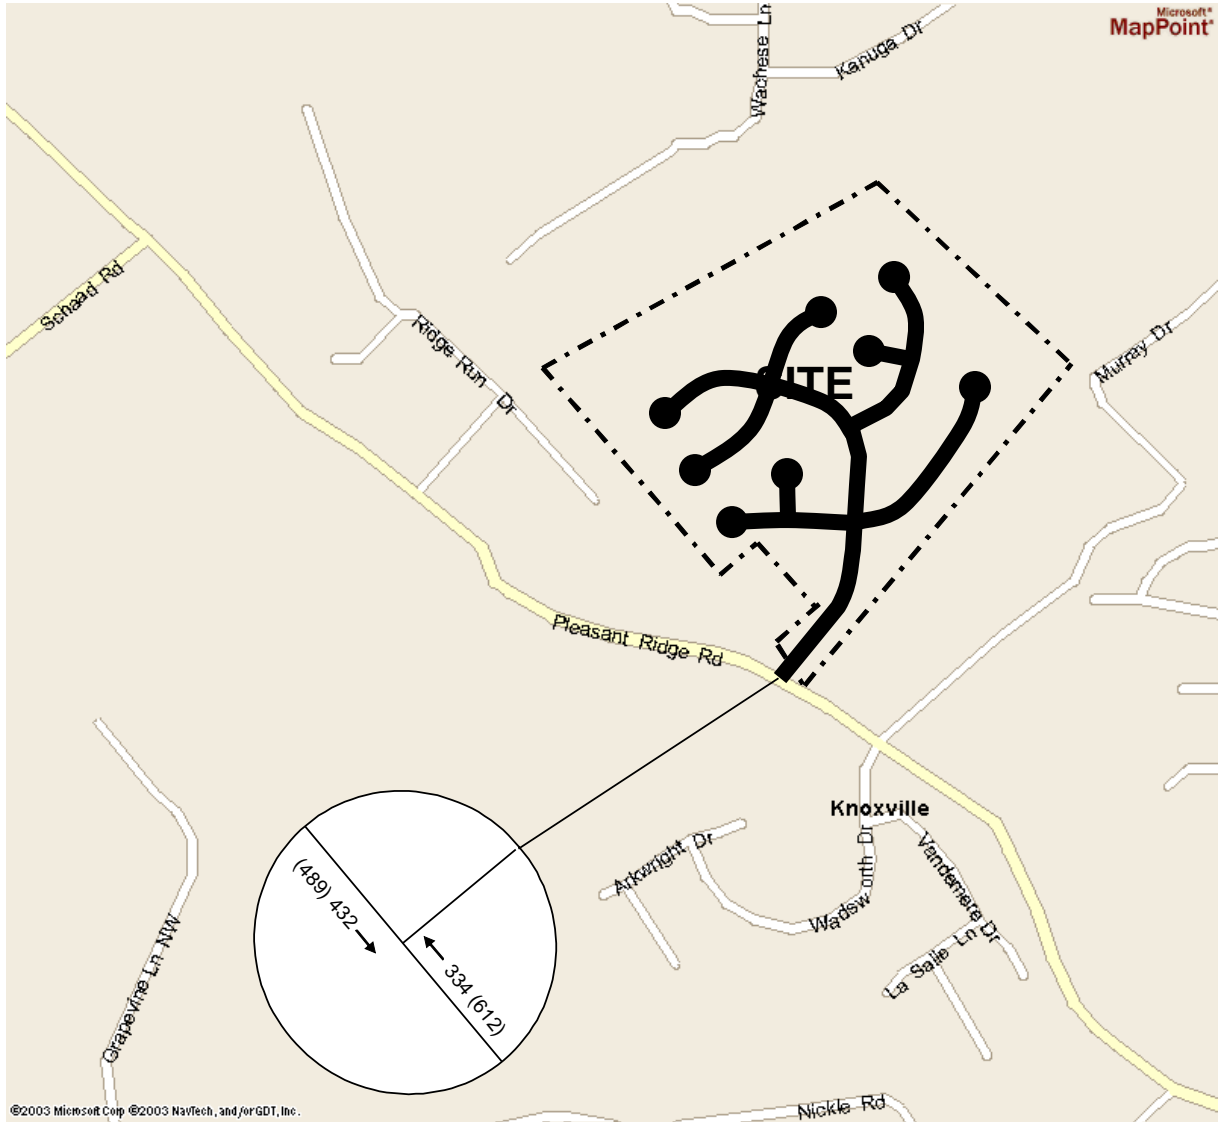 Microsoft®
MapPoint®
Wachese Ln
Kanuga Dr
Schaad Rd
Ridge Run Dr
Murray Dr
SITE
Pleasant Ridge Rd
Knoxville
Arkwright Dr
Wadsworth Dr
Vandemere Dr
La Salle Ln
Grapevine Ln NW
(489) 432
334 (612)
Nickle Rd
©2003 Microsoft Corp ©2003 NavTech, and/or GDT, Inc.